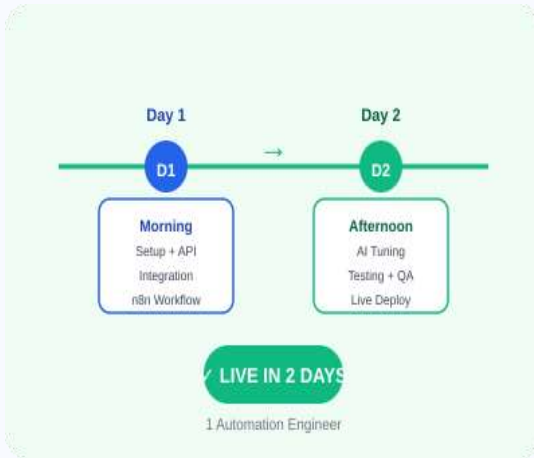 Day 1
Day 2
→
D1
D2
Morning
Setup + API
Integration
n8n Workflow
Afternoon
AI Tuning
Testing + QA
Live Deploy
✓ LIVE IN 2 DAYS
1 Automation Engineer